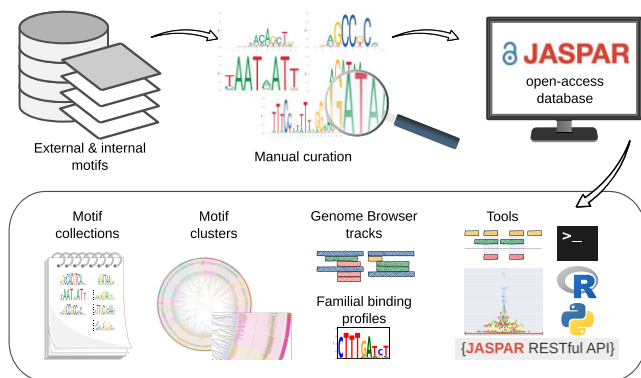 External & internal
motifs
Manual curation
JASPAR
open-access
database
Motif
collections
Motif
clusters
Genome Browser
tracks
Familial binding
profiles
CTTTGATCT
Tools
>_
R
{JASPAR RESTful API}